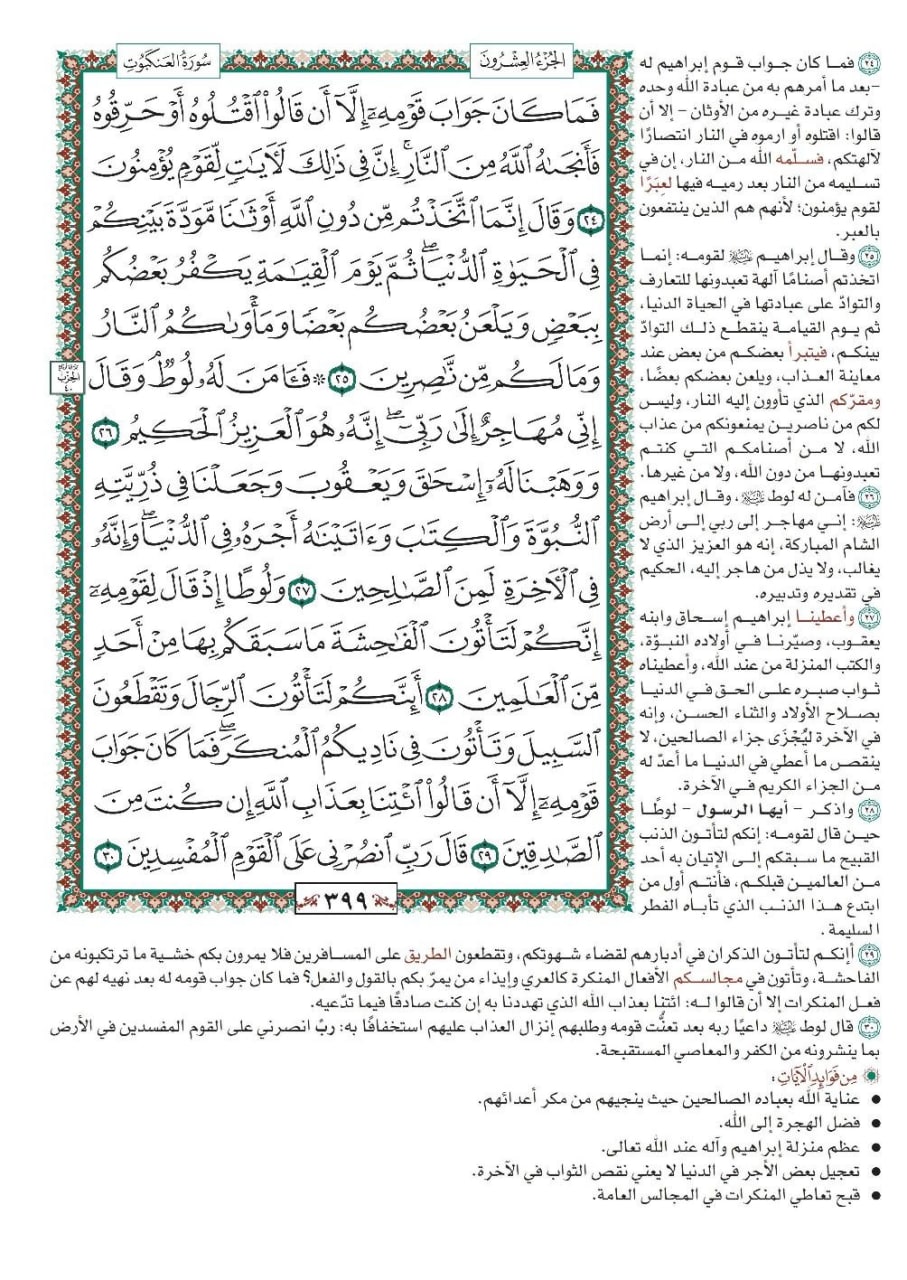 الجُزْءُ العِشْرُونَ
سُورَةُ العَنكَبُوتِ
فَمَا كَانَ جَوَابَ قَوْمِهِۦٓ إِلَّآ أَن قَالُوا۟ ٱقْتُلُوهُ أَوْ حَرِّقُوهُ
فَأَنجَىٰهُ ٱللَّهُ مِنَ ٱلنَّارِۚ إِنَّ فِى ذَٰلِكَ لَءَايَٰتٍ لِّقَوْمٍ يُؤْمِنُونَ
٢٤ وَقَالَ إِنَّمَا ٱتَّخَذْتُم مِّن دُونِ ٱللَّهِ أَوْثَٰنًا مَّوَدَّةَ بَيْنِكُمْ
فِى ٱلْحَيَوٰةِ ٱلدُّنْيَاۖ ثُمَّ يَوْمَ ٱلْقِيَٰمَةِ يَكْفُرُ بَعْضُكُم
بِبَعْضٍ وَيَلْعَنُ بَعْضُكُم بَعْضًا وَمَأْوَىٰكُمُ ٱلنَّارُ
وَمَا لَكُم مِّن نَّٰصِرِينَ ٢٥ * فَـَٔامَنَ لَهُۥ لُوطٌۘ وَقَالَ
إِنِّى مُهَاجِرٌ إِلَىٰ رَبِّىٓۖ إِنَّهُۥ هُوَ ٱلْعَزِيزُ ٱلْحَكِيمُ ٢٦
وَوَهَبْنَا لَهُۥٓ إِسْحَٰقَ وَيَعْقُوبَ وَجَعَلْنَا فِى ذُرِّيَّتِهِ
ٱلنُّبُوَّةَ وَٱلْكِتَٰبَ وَءَاتَيْنَٰهُ أَجْرَهُۥ فِى ٱلدُّنْيَاۖ وَإِنَّهُۥ
فِى ٱلْءَاخِرَةِ لَمِنَ ٱلصَّٰلِحِينَ ٢٧ وَلُوطًا إِذْ قَالَ لِقَوْمِهِۦٓ
إِنَّكُمْ لَتَأْتُونَ ٱلْفَٰحِشَةَ مَا سَبَقَكُم بِهَا مِنْ أَحَدٍ
مِّنَ ٱلْعَٰلَمِينَ ٢٨ أَئِنَّكُمْ لَتَأْتُونَ ٱلرِّجَالَ وَتَقْطَعُونَ
ٱلسَّبِيلَ وَتَأْتُونَ فِى نَادِيكُمُ ٱلْمُنكَرَۖ فَمَا كَانَ جَوَابَ
قَوْمِهِۦٓ إِلَّآ أَن قَالُوا۟ ٱئْتِنَا بِعَذَابِ ٱللَّهِ إِن كُنتَ مِنَ
ٱلصَّٰدِقِينَ ٢٩ قَالَ رَبِّ ٱنصُرْنِى عَلَى ٱلْقَوْمِ ٱلْمُفْسِدِينَ ٣٠
٣٩٩
الحِزْب
٤٠
٢٤ فما كان جواب قوم إبراهيم له
-بعد ما أمرهم به من عبادة الله وحده
وترك عبادة غيره من الأوثان - إلا أن
قالوا: اقتلوه أو ارموه في النار انتصارًا
لآلهتكم، فسلّمه الله من النار، إن في
تسليمه من النار بعد رميه فيها لعِبَرًا
لقوم يؤمنون؛ لأنهم هم الذين ينتفعون
بالعبر.
٢٥ وقال إبراهيم عليه السلام لقومه: إنما
اتخذتم أصنامًا آلهة تعبدونها للتعارف
والتوادّ على عبادتها في الحياة الدنيا،
ثم يوم القيامة ينقطع ذلك التوادّ
بينكم، فيتبرأ بعضكم من بعض عند
معاينة العذاب، ويلعن بعضكم بعضًا،
ومقرّكم الذي تأوون إليه النار، وليس
لكم من ناصرين يمنعونكم من عذاب
الله، لا من أصنامكم التي كنتم
تعبدونها من دون الله، ولا من غيرها.
٢٦ فآمن له لوط عليه السلام، وقال إبراهيم
عليه السلام: إني مهاجر إلى ربي إلى أرض
الشام المباركة، إنه هو العزيز الذي لا
يغالب، ولا يذل من هاجر إليه، الحكيم
في تقديره وتدبيره.
٢٧ وأعطينا إبراهيم إسحاق وابنه
يعقوب، وصيّرنا في أولاده النبوّة،
والكتب المنزلة من عند الله، وأعطيناه
ثواب صبره على الحق في الدنيا
بصلاح الأولاد والثناء الحسن، وإنه
في الآخرة ليُجْزَى جزاء الصالحين، لا
ينقصص ما أعطي في الدنيا ما أعدّ له
من الجزاء الكريم في الآخرة.
٢٨ واذكر - أيها الرسول - لوطًا
حين قال لقومه: إنكم لتأتون الذنب
القبيح ما سبقكم إلى الإتيان به أحد
من العالمين قبلكم، فأنتم أول من
ابتدع هذا الذنب الذي تأباه الفطر
السليمة.
٢٩ أإنكم لتأتون الذكران في أدبارهم لقضاء شهوتكم، وتقطعون الطريق على المسافرين فلا يمرون بكم خشية ما ترتكبونه من
الفاحشة، وتأتون في مجالسكم الأفعال المنكرة كالعري وإيذاء من يمرّ بكم بالقول والفعل؟ فما كان جواب قومه له بعد نهيه لهم عن
فعل المنكرات إلا أن قالوا له: ائتنا بعذاب الله الذي تهددنا به إن كنت صادقًا فيما تدّعيه.
٣٠ قال لوط عليه السلام داعيًا ربه بعد تعنُّت قومه وطلبهم إنزال العذاب عليهم استخفافًا به: ربِّ انصرني على القوم المفسدين في الأرض
بما ينشرونه من الكفر والمعاصي المستقبحة.
مِن فَوَائِدِ الآيَاتِ:
● عناية الله بعباده الصالحين حيث ينجيهم من مكر أعدائهم.
● فضل الهجرة إلى الله.
● عظم منزلة إبراهيم وآله عند الله تعالى.
● تعجيل بعض الأجر في الدنيا لا يعني نقص الثواب في الآخرة.
● قبح تعاطي المنكرات في المجالس العامة.